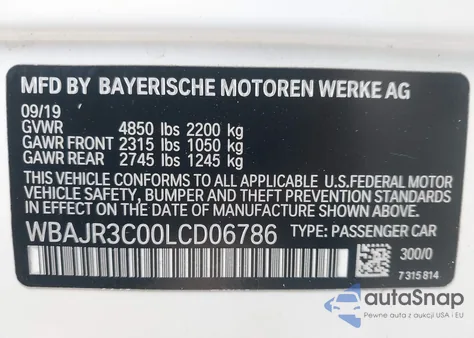 MFD BY BAYERISCHE MOTOREN WERKE AG
09/19
GVWR 4850 lbs 2200 kg
GAWR FRONT 2315 lbs 1050 kg
GAWR REAR 2745 lbs 1245 kg
THIS VEHICLE CONFORMS TO ALL APPLICABLE U.S.FEDERAL MOTOR
VEHICLE SAFETY, BUMPER AND THEFT PREVENTION STANDARDS
IN EFFECT ON THE DATE OF MANUFACTURE SHOWN ABOVE.
WBAJR3C00LCD06786 TYPE: PASSENGER CAR
300/0
7315814
autoSnap
Pewne auta z aukcji USA i EU